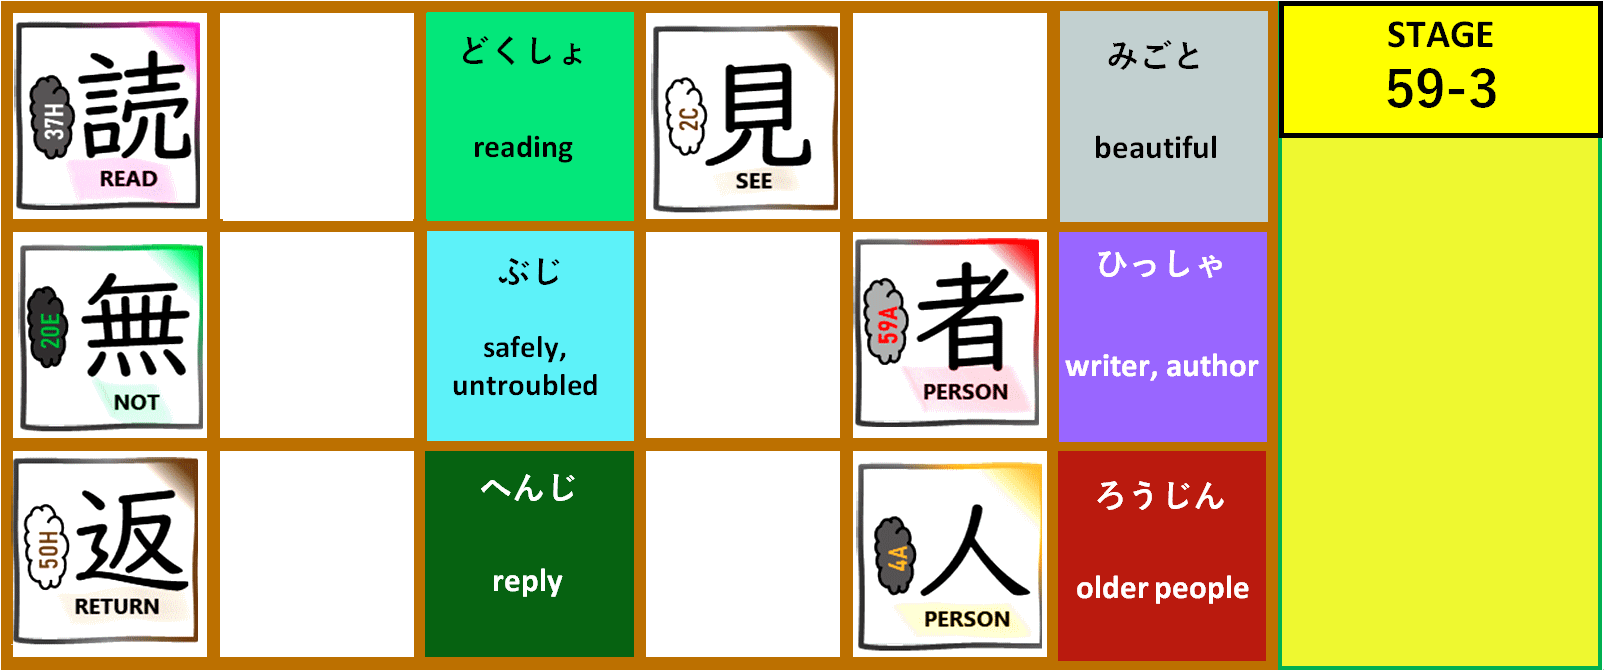 読
37H
READ
どくしょ
reading
見
2C
SEE
みごと
beautiful
STAGE
59-3
無
20E
NOT
ぶじ
safely,
untroubled
者
59A
PERSON
ひっしゃ
writer, author
返
50H
RETURN
へんじ
reply
人
4A
PERSON
ろうじん
older people